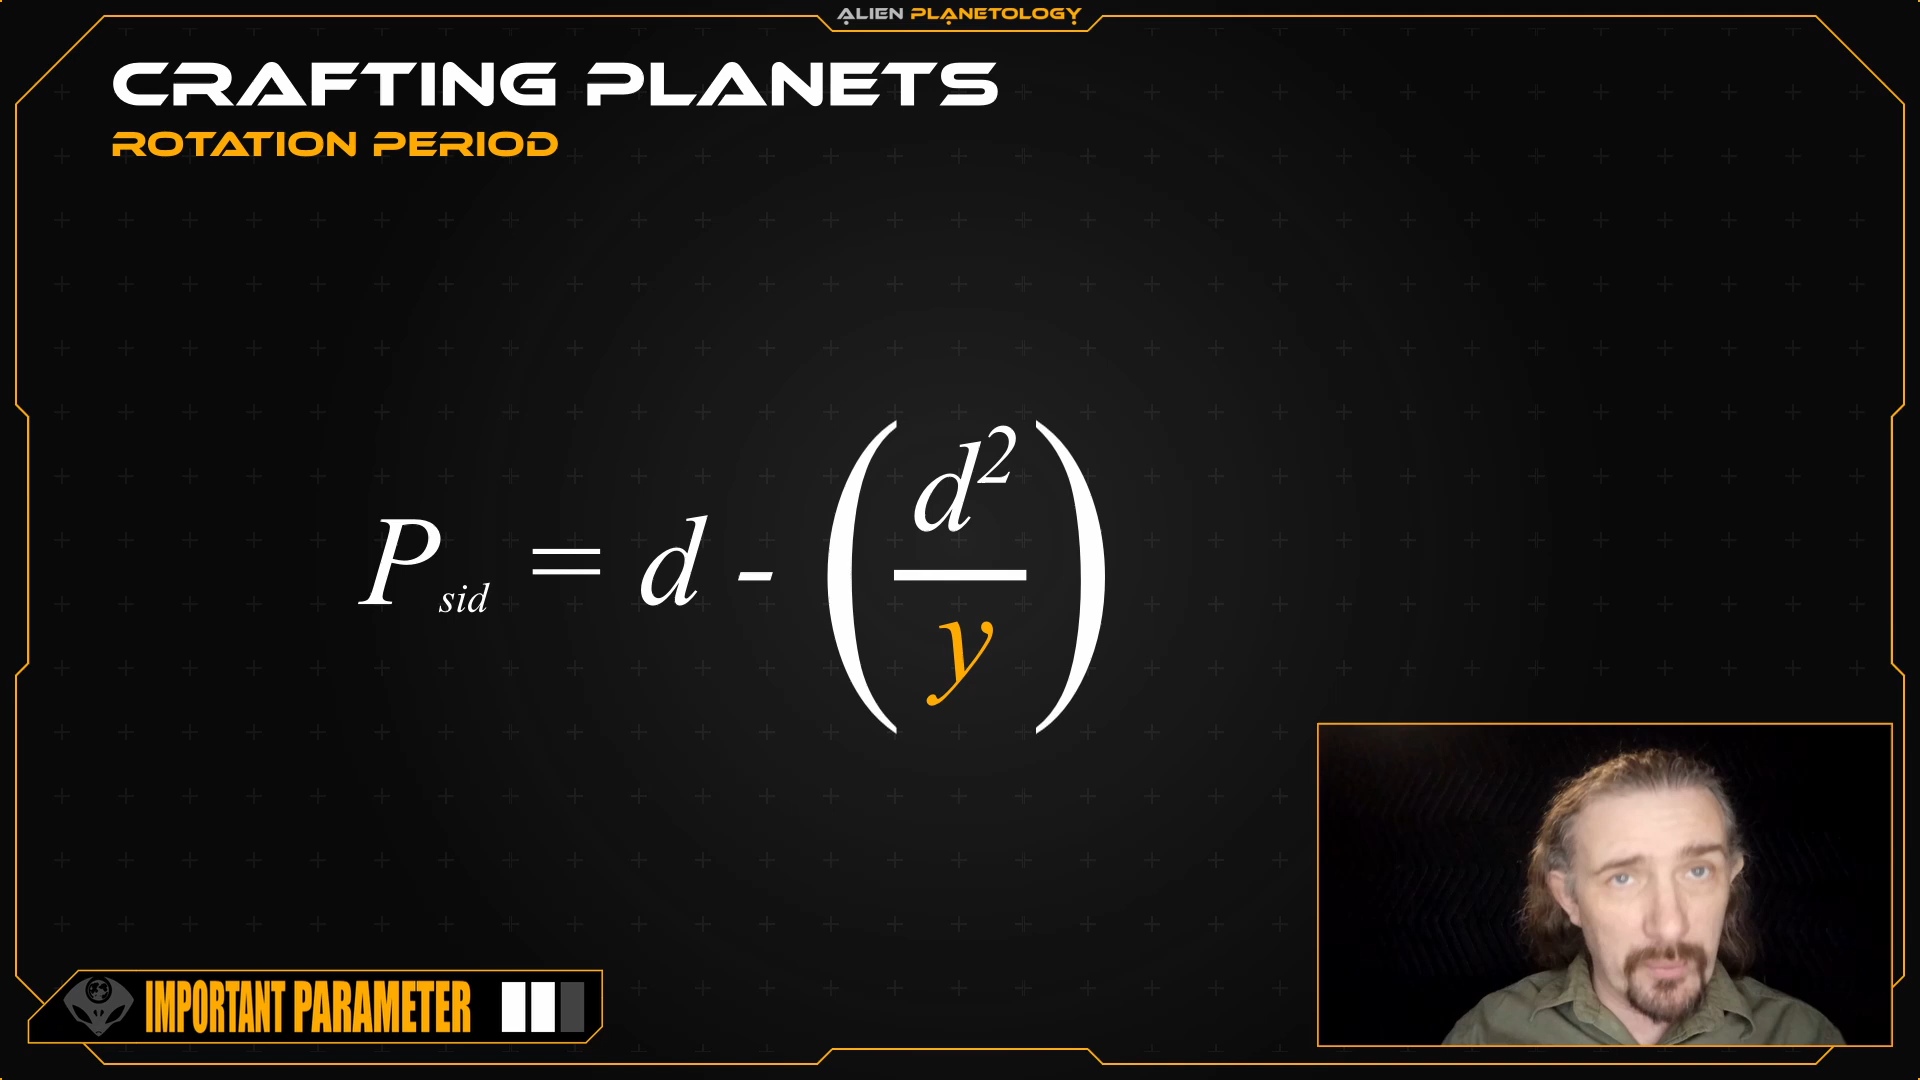 ALIEN PLANETOLOGY
CRAFTING PLANETS
ROTATION PERIOD
P_sid = d - (d²/y)
IMPORTANT PARAMETER